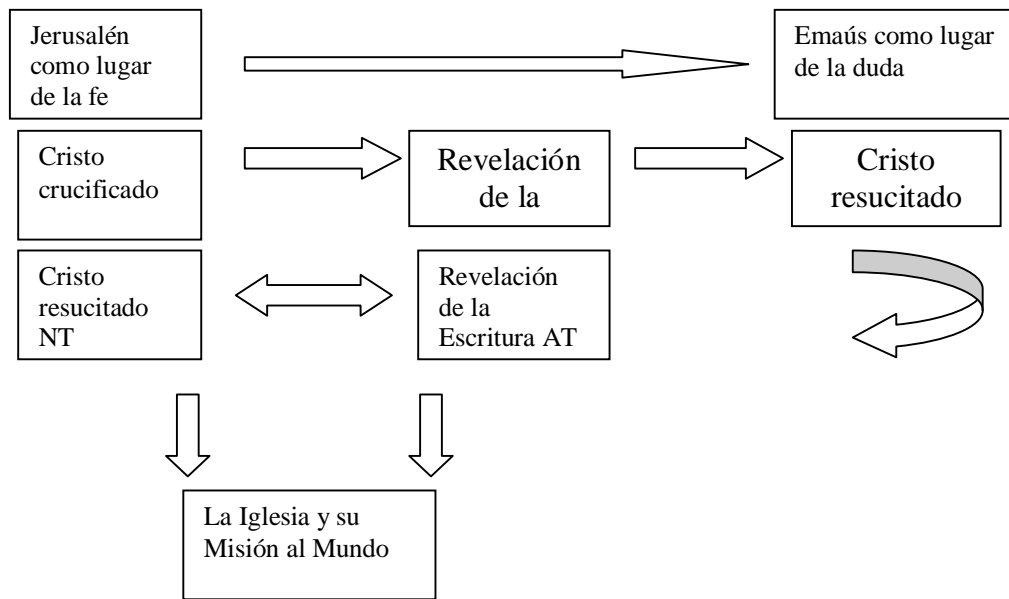 Jerusalén
como lugar
de la fe
Emaús como lugar
de la duda
Cristo
crucificado
Revelación
de la
Cristo
resucitado
Cristo
resucitado
NT
Revelación
de la
Escritura AT
La Iglesia y su
Misión al Mundo